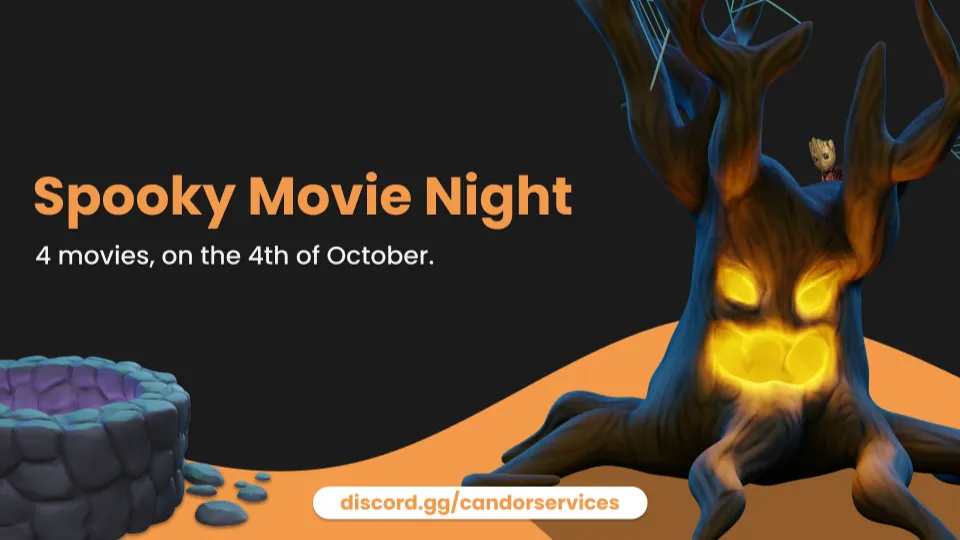 Spooky Movie Night
4 movies, on the 4th of October.
discord.gg/candorservices